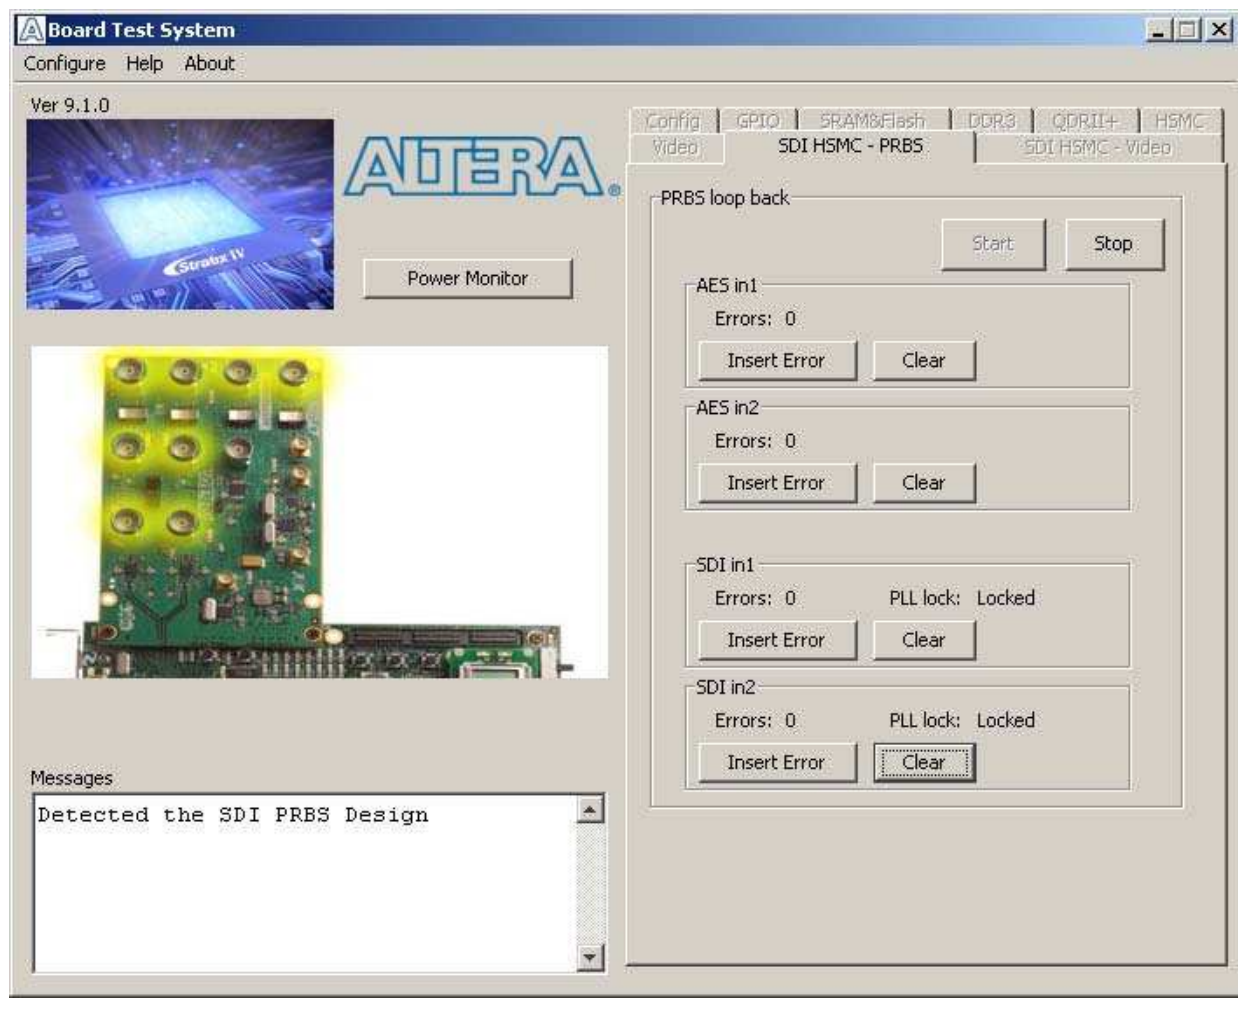 Board Test System
Configure Help About
Ver 9.1.0
Stratix IV
ALTERA®
Power Monitor
Config GPIO SRAM&Flash DDR3 QDRII+ HSMC
Video SDI HSMC - PRBS SDI HSMC - Video
PRBS loop back
Start Stop
AES in1
Errors: 0
Insert Error Clear
AES in2
Errors: 0
Insert Error Clear
SDI in1
Errors: 0 PLL lock: Locked
Insert Error Clear
SDI in2
Errors: 0 PLL lock: Locked
Insert Error Clear
Messages
Detected the SDI PRBS Design